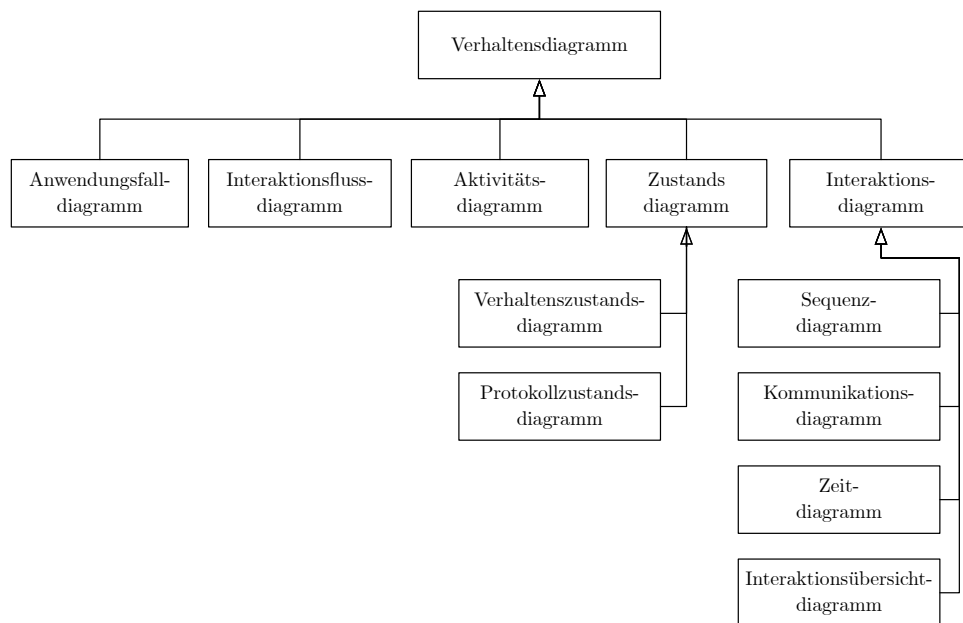 Verhaltensdiagramm
Anwendungsfall-
diagramm
Interaktionsfluss-
diagramm
Aktivitäts-
diagramm
Zustands
diagramm
Interaktions-
diagramm
Verhaltenszustands-
diagramm
Sequenz-
diagramm
Protokollzustands-
diagramm
Kommunikations-
diagramm
Zeit-
diagramm
Interaktionsübersicht-
diagramm